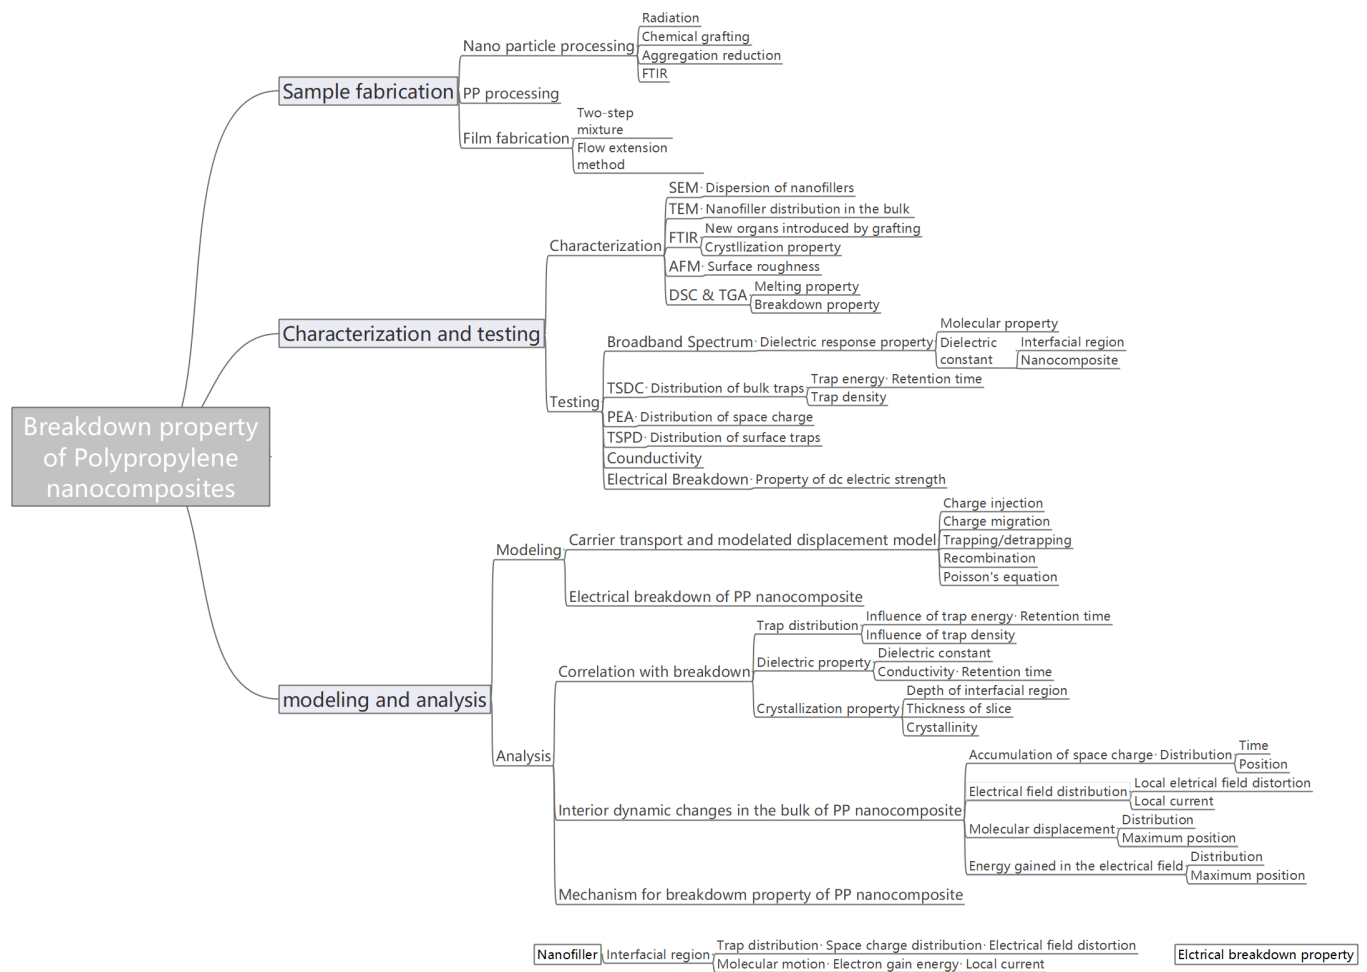 Radiation
Chemical grafting
Nano particle processing
Aggregation reduction
FTIR
Sample fabrication
PP processing
Two-step
mixture
Film fabrication
Flow extension
method
SEM
Dispersion of nanofillers
TEM
Nanofiller distribution in the bulk
New organs introduced by grafting
FTIR
Characterization
Crystllization property
AFM
Surface roughness
Melting property
DSC & TGA
Breakdown property
Characterization and testing
Molecular property
Broadband Spectrum
Dielectric response property
Dielectric
constant
Interfacial region
Nanocomposite
TSDC
Distribution of bulk traps
Trap energy
Retention time
Trap density
Testing
PEA
Distribution of space charge
TSPD
Distribution of surface traps
Counductivity
Electrical Breakdown
Property of dc electric strength
Breakdown property
of Polypropylene
nanocomposites
Charge injection
Charge migration
Modeling
Carrier transport and modelated displacement model
Trapping/detrapping
Recombination
Poisson's equation
Electrical breakdown of PP nanocomposite
Trap distribution
Influence of trap energy
Retention time
Influence of trap density
Correlation with breakdown
Dielectric property
Dielectric constant
Conductivity
Retention time
Crystallization property
Depth of interfacial region
Thickness of slice
Crystallinity
modeling and analysis
Analysis
Accumulation of space charge
Distribution
Time
Position
Electrical field distribution
Local eletrical field distortion
Local current
Interior dynamic changes in the bulk of PP nanocomposite
Molecular displacement
Distribution
Maximum position
Energy gained in the electrical field
Distribution
Maximum position
Mechanism for breakdowm property of PP nanocomposite
Nanofiller
Interfacial region
Trap distribution
Space charge distribution
Electrical field distortion
Molecular motion
Electron gain energy
Local current
Elctrical breakdown property